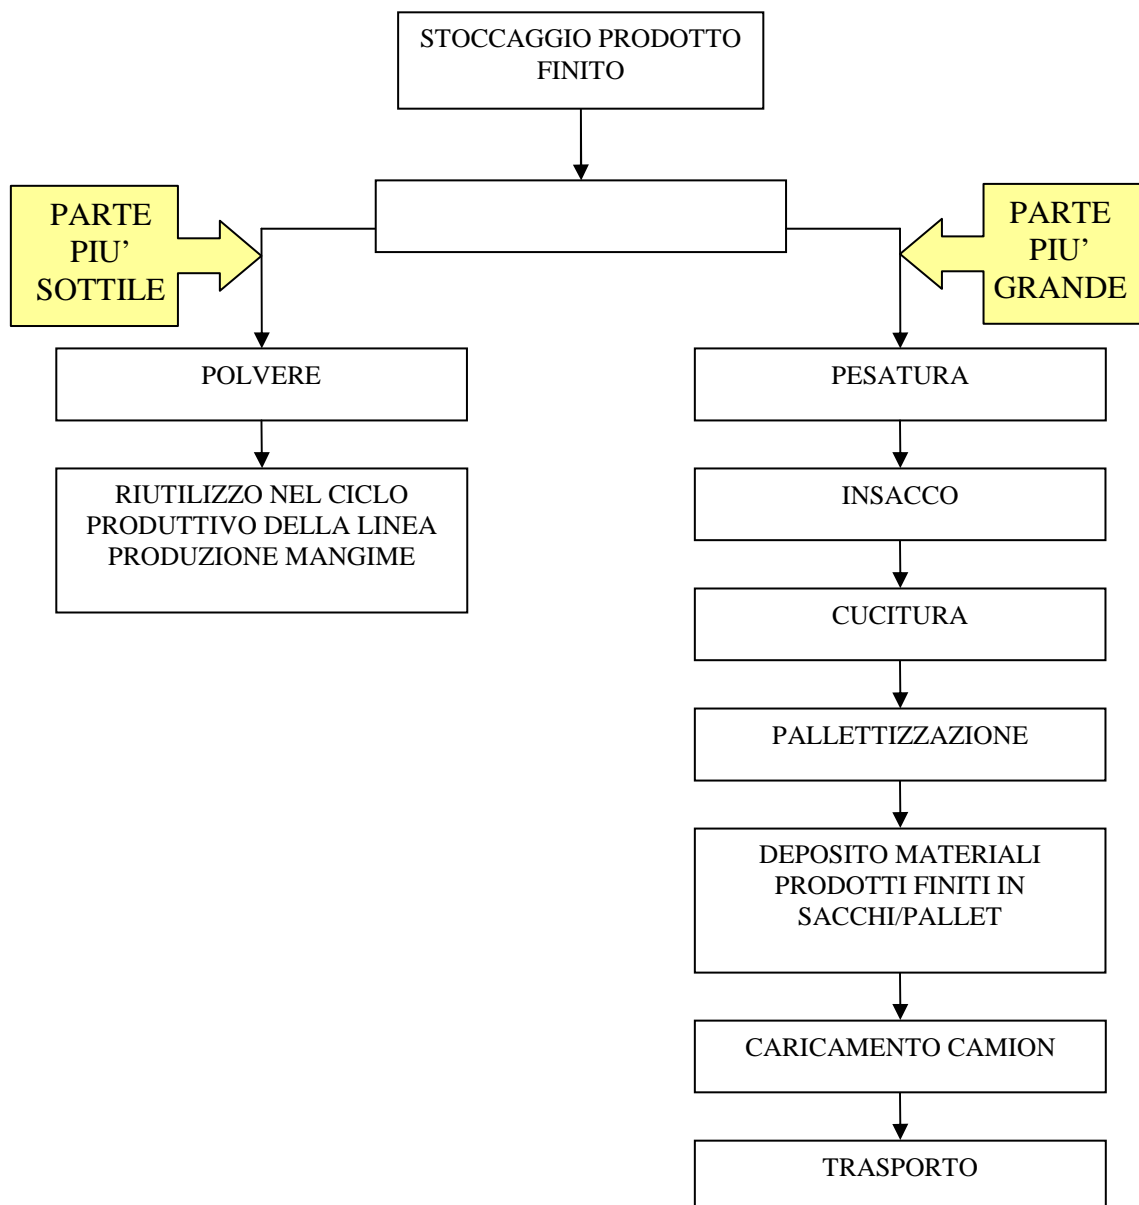 STOCCAGGIO PRODOTTO
FINITO
PARTE
PIU’
SOTTILE
PARTE
PIU’
GRANDE
POLVERE
PESATURA
RIUTILIZZO NEL CICLO
PRODUTTIVO DELLA LINEA
PRODUZIONE MANGIME
INSACCO
CUCITURA
PALLETTIZZAZIONE
DEPOSITO MATERIALI
PRODOTTI FINITI IN
SACCHI/PALLET
CARICAMENTO CAMION
TRASPORTO